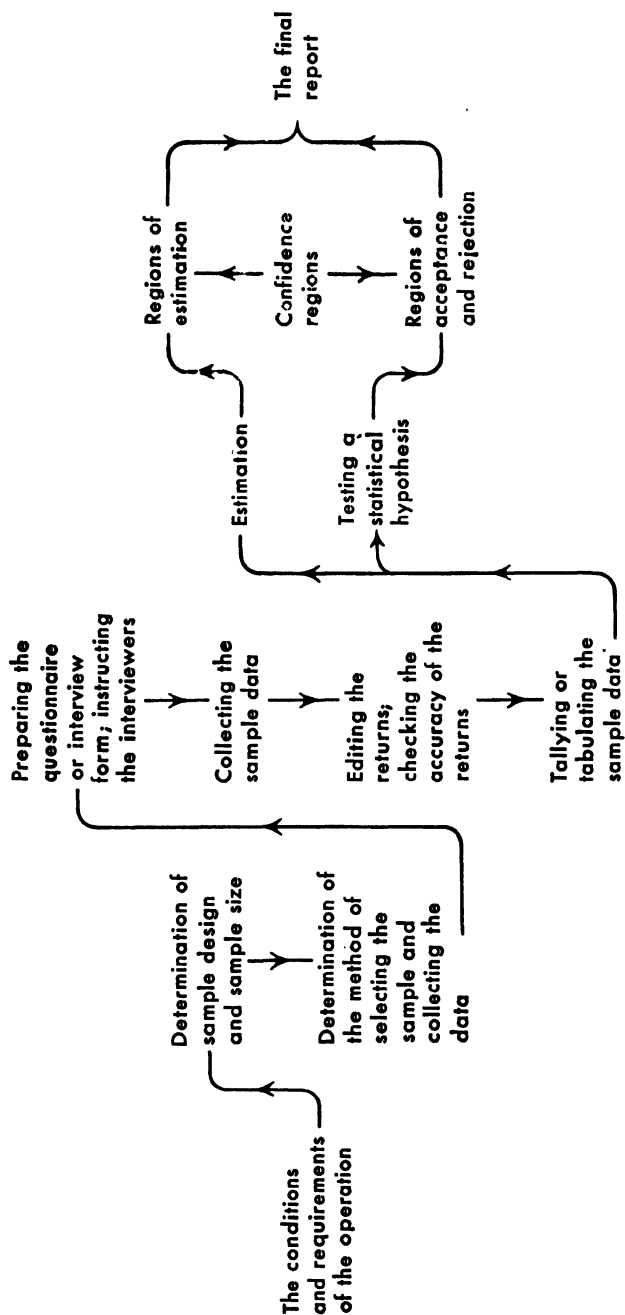 The conditions
and requirements
of the operation
Determination of
sample design
and sample size
Determination of
the method of
selecting the
sample and
collecting the
data
Preparing the
questionnaire
or interview
form; instructing
the interviewers
Collecting the
sample data
Editing the
returns;
checking the
accuracy of the
returns
Tallying or
tabulating the
sample data
Estimation
Testing a
statistical
hypothesis
Regions of
estimation
Confidence
regions
Regions of
acceptance
and rejection
The final
report